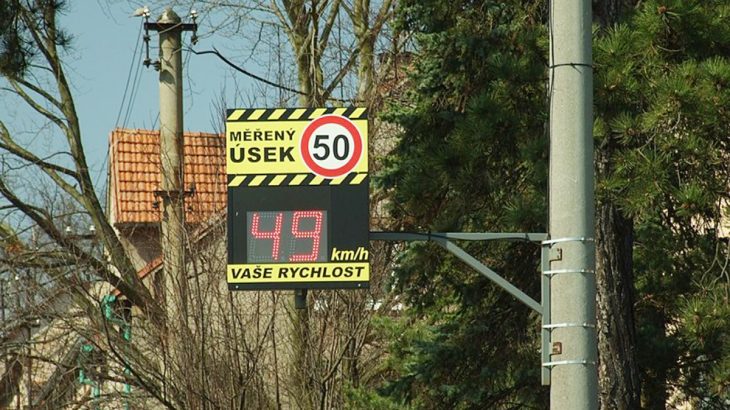 MĚŘENÝ
ÚSEK 50
49
km/h
VAŠE RYCHLOST